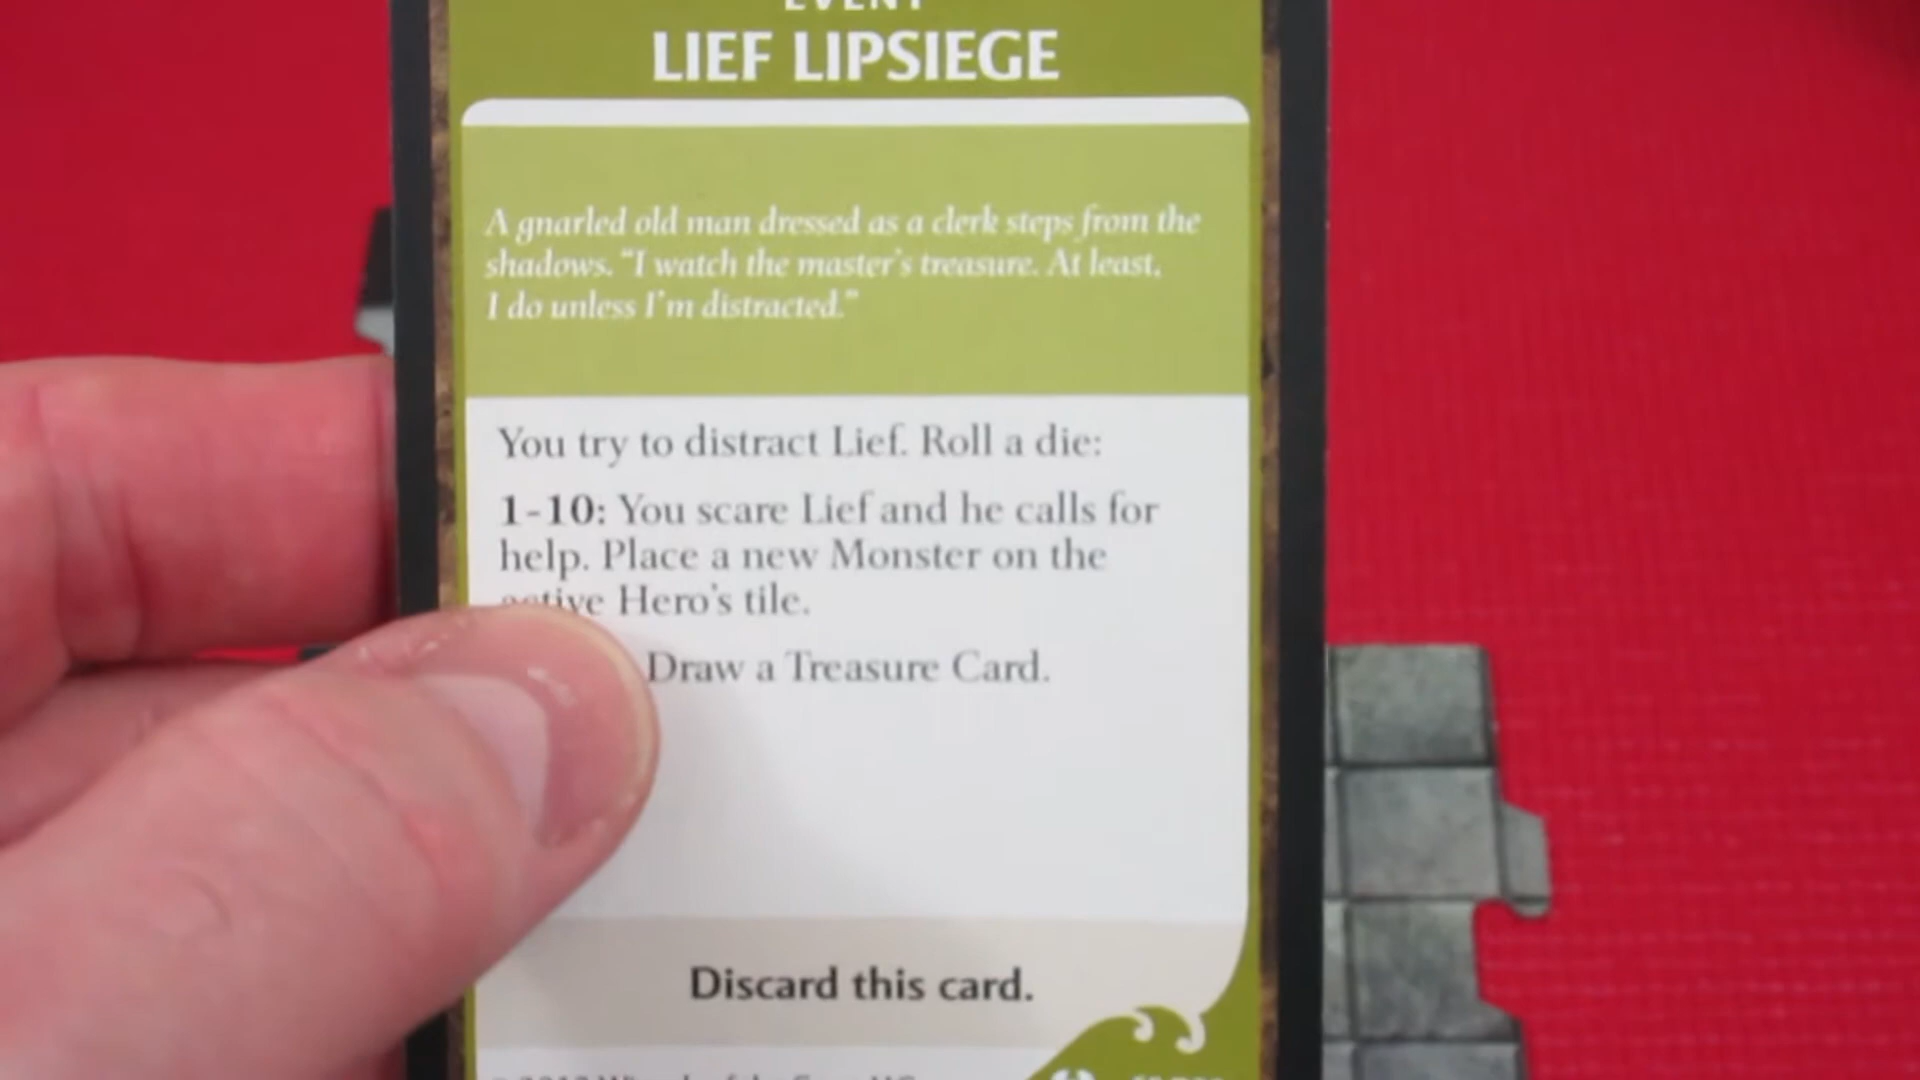 EVENT
LIEF LIPSIEGE
A gnarled old man dressed as a clerk steps from the
shadows. “I watch the master’s treasure. At least,
I do unless I’m distracted.”
You try to distract Lief. Roll a die:
1-10: You scare Lief and he calls for
help. Place a new Monster on the
active Hero’s tile.
Draw a Treasure Card.
Discard this card.